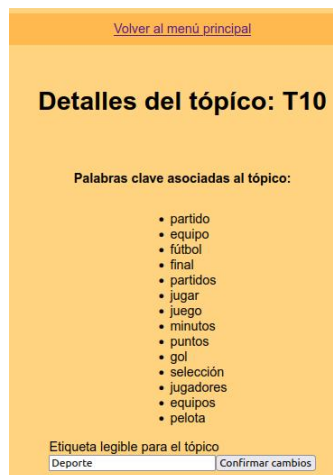 Volver al menú principal
Detalles del tópíco: T10
Palabras clave asociadas al tópico:
• partido
• equipo
• fútbol
• final
• partidos
• jugar
• juego
• minutos
• puntos
• gol
• selección
• jugadores
• equipos
• pelota
Etiqueta legible para el tópico
Deporte Confirmar cambios